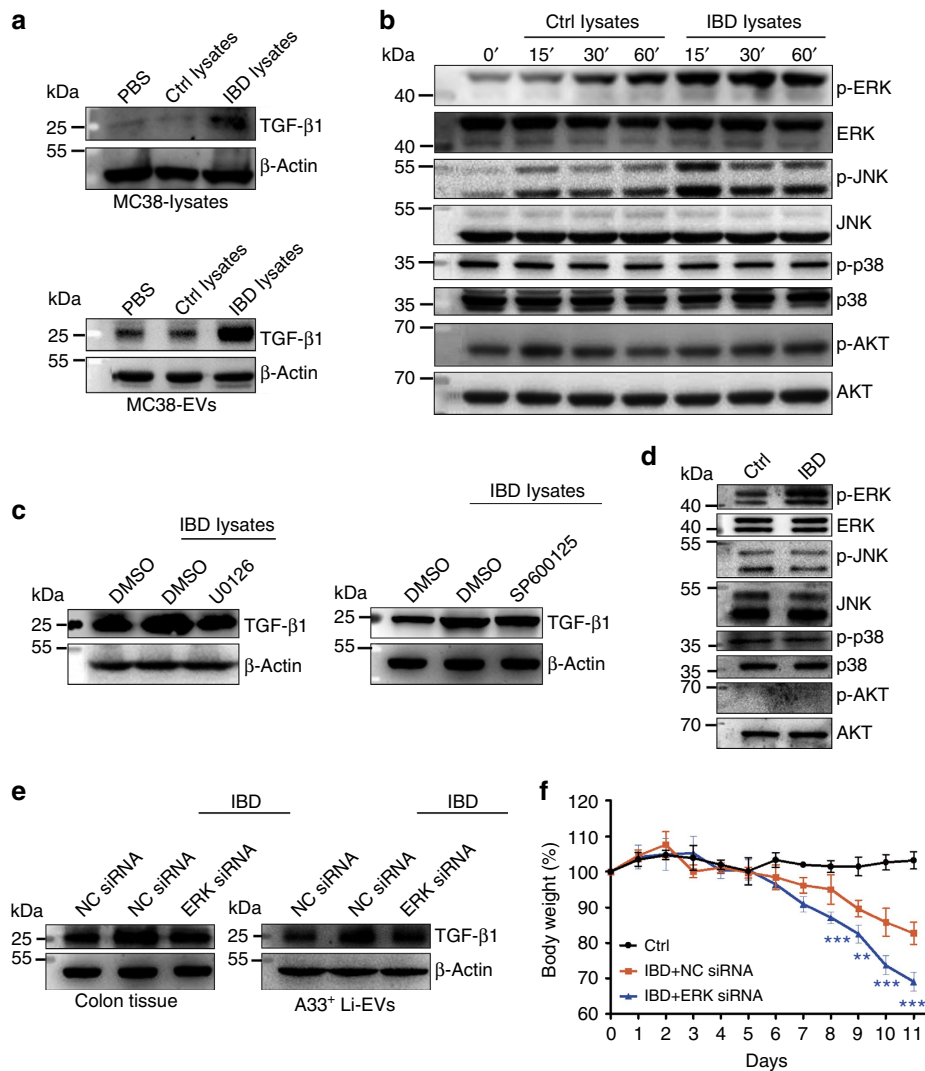 a
kDa
PBS
Ctrl lysates
IBD lysates
25
TGF-β1
55
β-Actin
MC38-lysates
kDa
PBS
Ctrl lysates
IBD lysates
25
TGF-β1
55
β-Actin
MC38-EVs
b
Ctrl lysates IBD lysates
kDa 0′ 15′ 30′ 60′ 15′ 30′ 60′
40 p-ERK
40 ERK
55 p-JNK
55 JNK
35 p-p38
35 p38
70 p-AKT
70 AKT
c
IBD lysates
kDa
DMSO
DMSO
U0126
25
TGF-β1
55
β-Actin
IBD lysates
kDa
DMSO
DMSO
SP600125
25
TGF-β1
55
β-Actin
d
kDa Ctrl IBD
40 p-ERK
40 ERK
55 p-JNK
55 JNK
35 p-p38
35 p38
70 p-AKT
70 AKT
e
IBD
kDa
NC siRNA
NC siRNA
ERK siRNA
25
55
Colon tissue
IBD
kDa
NC siRNA
NC siRNA
ERK siRNA
25
TGF-β1
55
β-Actin
A33+ Li-EVs
f
Body weight (%)
120
110
100
90
80
70
60
Ctrl
IBD+NC siRNA
IBD+ERK siRNA
***
**
***
***
0 1 2 3 4 5 6 7 8 9 10 11
Days